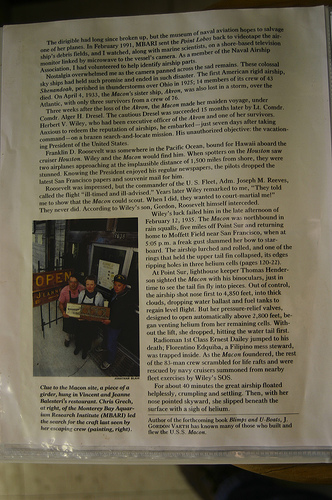 The dirigible had long since broken up, but the museum of naval aviation hopes to salvage
one of her planes. In February 1991, MBARI sent the Point Lobos back to videotape the air-
ship's debris fields, and I watched, along with marine scientists, on a shore-based television
monitor linked by microwave to the vessel's camera. As a member of the Naval Airship
Association, I had volunteered to help identify airship parts.
Nostalgia overwhelmed me as the camera panned across the sad remains. These colossal
sky ships had held such promise and ended in such disaster. The first American rigid airship,
Shenandoah, perished in thunderstorms over Ohio in 1925; 14 members of its crew of 43
died. On April 4, 1933, the Macon's sister ship, Akron, was also lost in a storm, over the
Atlantic, with only three survivors from a crew of 76.
Three weeks after the loss of the Akron, the Macon made her maiden voyage, under
Comdr. Alger H. Dresel. The cautious Dresel was succeeded 15 months later by Lt. Comdr.
Herbert V. Wiley, who had been executive officer of the Akron and one of her survivors.
Anxious to redeem the reputation of airships, he embarked—just seven days after taking
command—on a brazen search-and-locate mission. His unauthorized objective: the vacation-
ing President of the United States.
Franklin D. Roosevelt was somewhere in the Pacific Ocean, bound for Hawaii aboard the
cruiser Houston. Wiley and the Macon would find him. When spotters on the Houston saw
two airplanes approaching at the implausible distance of 1,500 miles from shore, they were
stunned. Knowing the President enjoyed his regular newspapers, the pilots dropped the
latest San Francisco papers and souvenir mail for him.
Roosevelt was impressed, but the commander of the U. S. Fleet, Adm. Joseph M. Reeves,
called the flight "ill-timed and ill-advised." Years later Wiley remarked to me, "They told
me to show that the Macon could scout. When I did, they wanted to court-martial me!"
They never did. According to Wiley's son, Gordon, Roosevelt himself interceded.
Wiley's luck failed him in the late afternoon of
February 12, 1935. The Macon was northbound in
rain squalls, five miles off Point Sur and returning
home to Moffett Field near San Francisco, when at
5:05 p.m. a freak gust slammed her bow to star-
board. The airship lurched and rolled, and one of the
rings that held the upper tail fin collapsed, its edges
ripping holes in three helium cells (pages 120-22).
At Point Sur, lighthouse keeper Thomas Hender-
son sighted the Macon with his binoculars, just in
time to see the tail fin fly into pieces. Out of control,
the airship shot nose first to 4,850 feet, into thick
clouds, dropping water ballast and fuel tanks to
regain level flight. But her pressure-relief valves,
designed to open automatically above 2,800 feet, be-
gan venting helium from her remaining cells. With-
out the lift, she dropped, hitting the water tail first.
Radioman 1st Class Ernest Dailey jumped to his
death; Florentino Edquiba, a Filipino mess steward,
was trapped inside. As the Macon foundered, the rest
of the 83-man crew scrambled for life rafts and were
rescued by navy cruisers summoned from nearby
fleet exercises by Wiley's SOS.
For about 40 minutes the great airship floated
helplessly, crumpling and settling. Then, with her
nose pointed skyward, she slipped beneath the
surface with a sigh of helium.
OPEN
Clue to the Macon site, a piece of a
girder, hung in Vincent and Joanne
Balesteri's restaurant. Chris Grech,
at right, of the Monterey Bay Aquar-
ium Research Institute (MBARI) led
the search for the craft last seen by
her escaping crew (painting, right).
Author of the forthcoming book Blimps and U-Boats, J.
GORDON VAETH has known many of those who built and
flew the U.S.S. Macon.